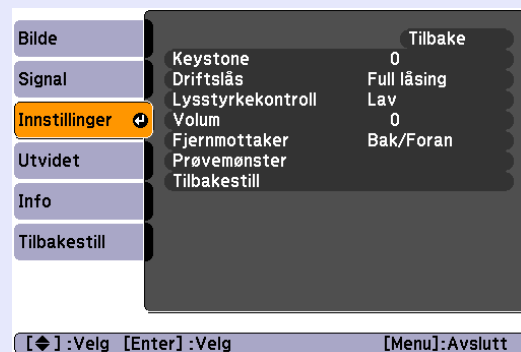 Bilde
Signal
Innstillinger
Utvidet
Info
Tilbakestill
Tilbake
Keystone 0
Driftslås Full låsing
Lysstyrkekontroll Lav
Volum 0
Fjernmottaker Bak/Foran
Prøvemønster
Tilbakestill
[◆] :Velg [Enter] :Velg [Menu]:Avslutt